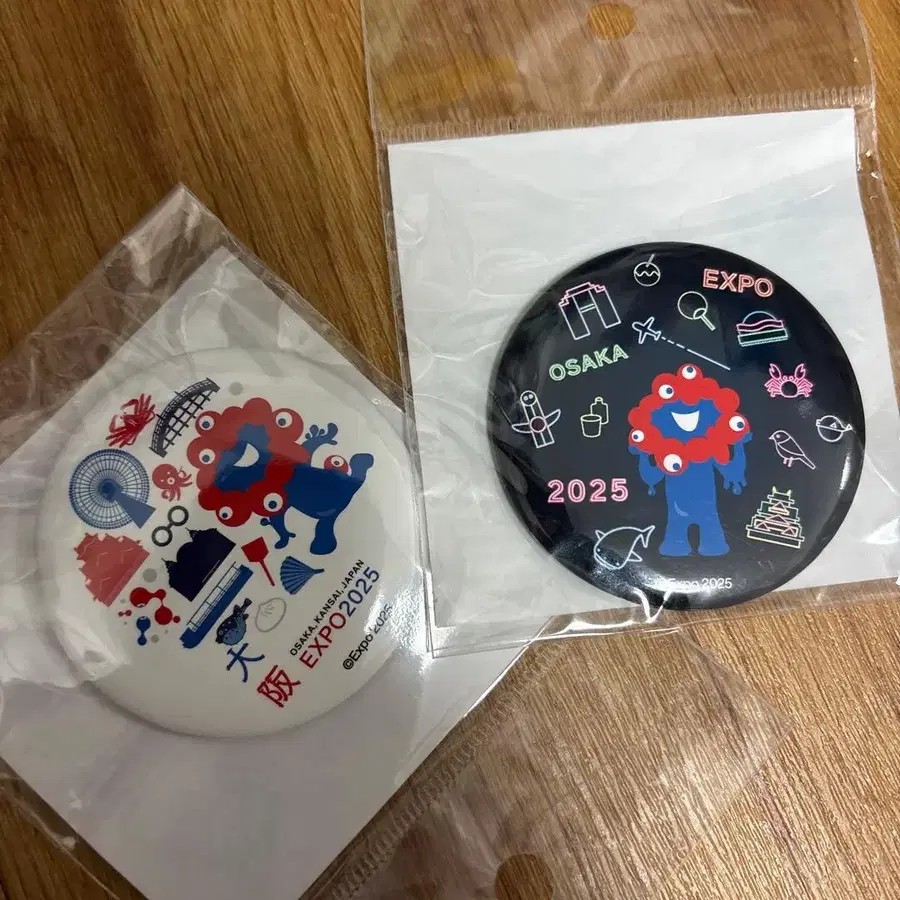 大阪
OSAKA, KANSAI, JAPAN
EXPO2025
©Expo 2025
EXPO
OSAKA
2025
©Expo 2025